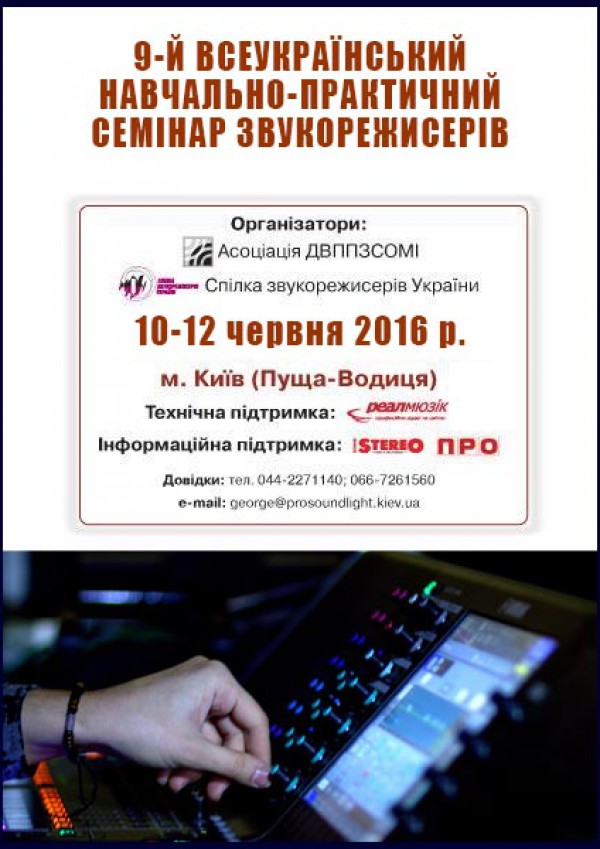 9-Й ВСЕУКРАЇНСЬКИЙ
НАВЧАЛЬНО-ПРАКТИЧНИЙ
СЕМІНАР ЗВУКОРЕЖИСЕРІВ
Організатори:
Асоціація ДВППЗСОМІ
Спілка звукорежисерів України
10-12 червня 2016 р.
м. Київ (Пуща-Водиця)
Технічна підтримка: РЕАЛМЮЗІК
Інформаційна підтримка: STEREO ПРО
Довідки: тел. 044-2271140; 066-7261560
e-mail: george@prosoundlight.kiev.ua